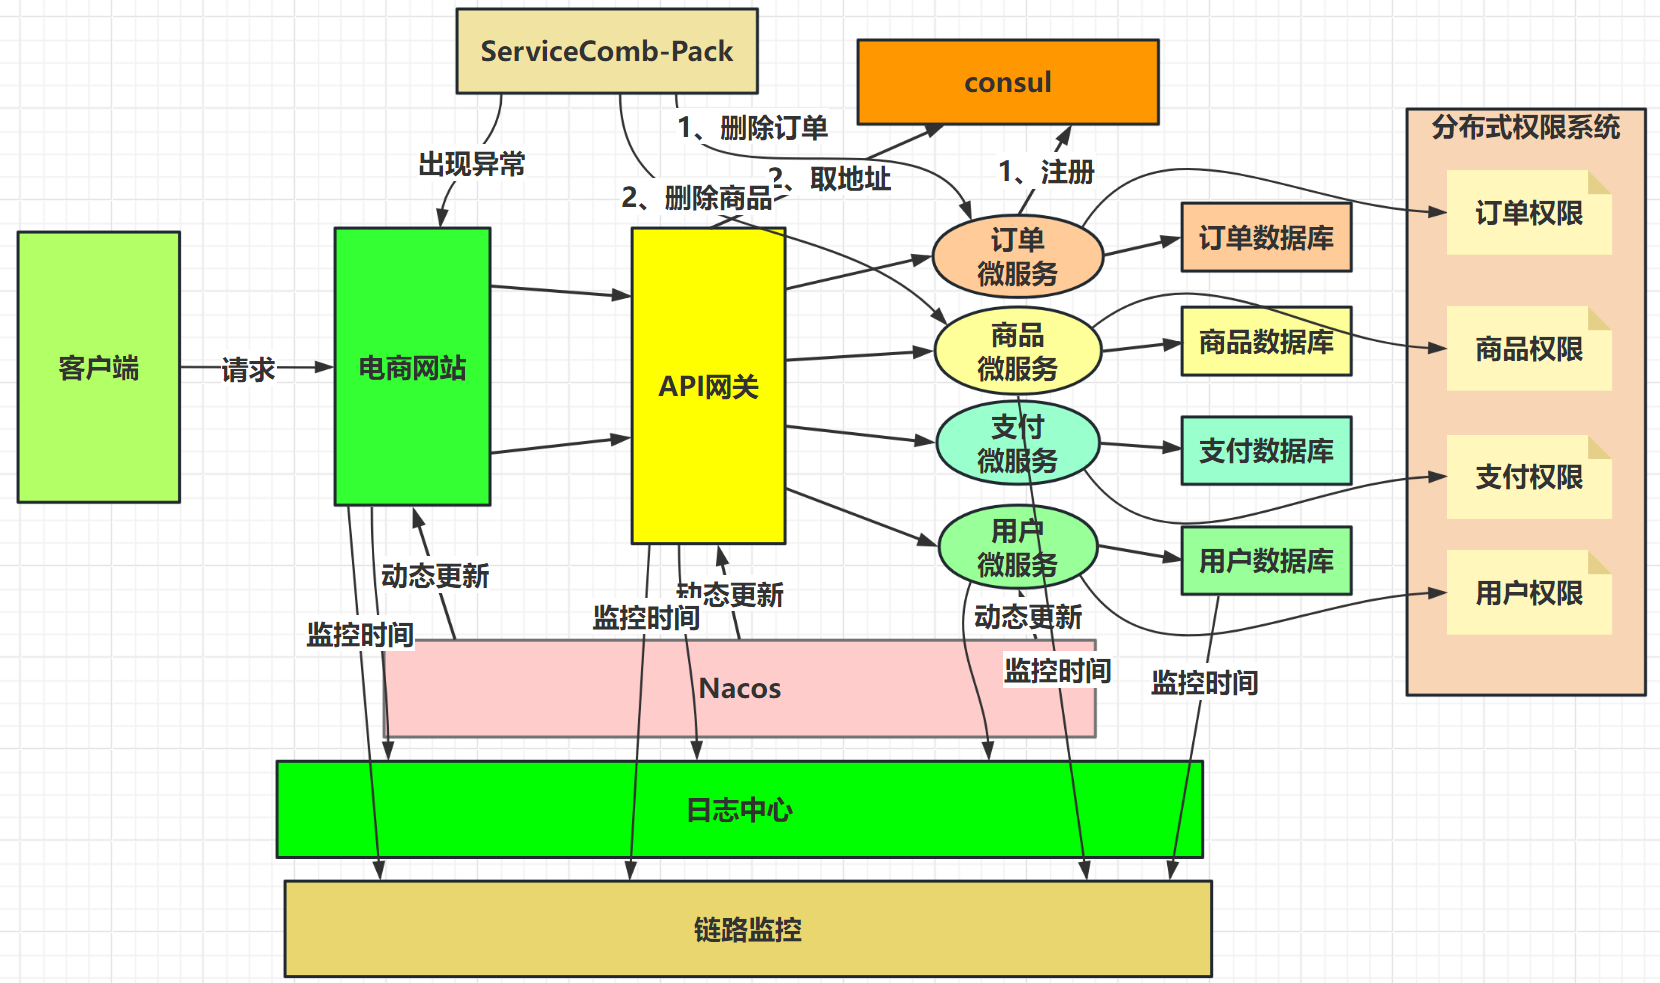 ServiceComb-Pack
consul
1、删除订单
分布式权限系统
出现异常
1、注册
2、取地址
2、删除商品
订单权限
订单
微服务
订单数据库
商品
微服务
商品数据库
商品权限
客户端
请求
电商网站
API网关
支付
微服务
支付数据库
支付权限
用户
微服务
用户数据库
用户权限
动态更新
动态更新
动态更新
监控时间
监控时间
监控时间
监控时间
Nacos
日志中心
链路监控